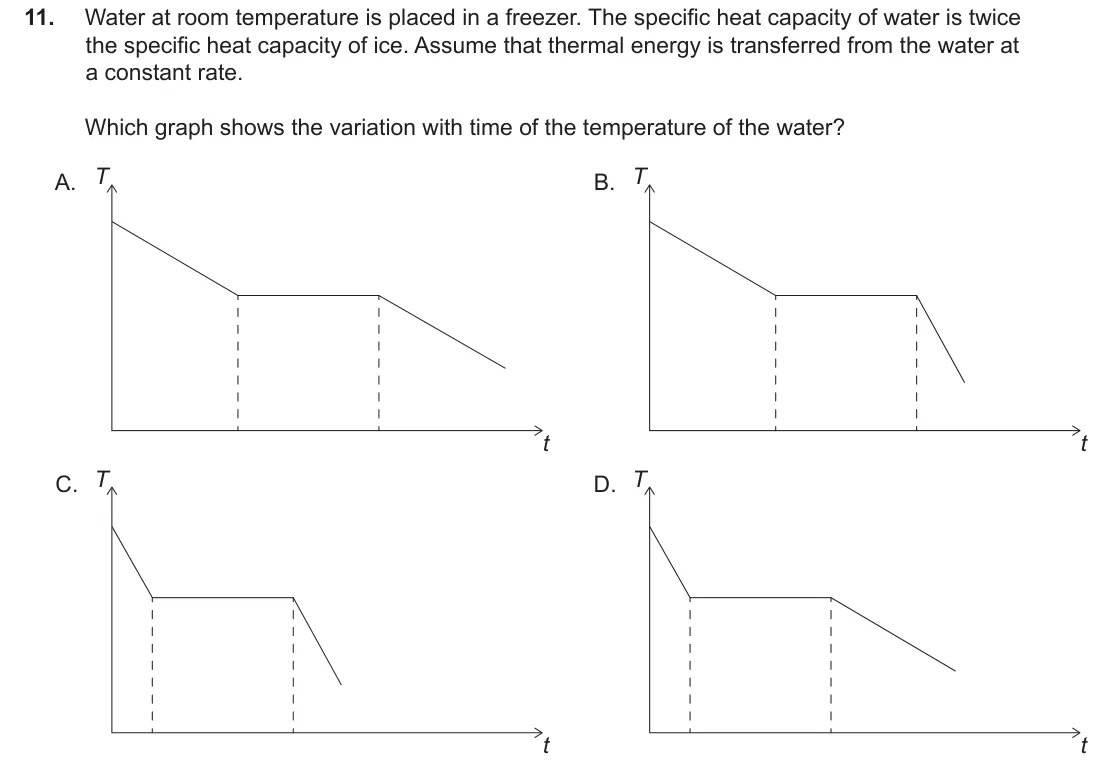 11. Water at room temperature is placed in a freezer. The specific heat capacity of water is twice
the specific heat capacity of ice. Assume that thermal energy is transferred from the water at
a constant rate.
Which graph shows the variation with time of the temperature of the water?
A. T
B. T
t
t
C. T
D. T
t
t